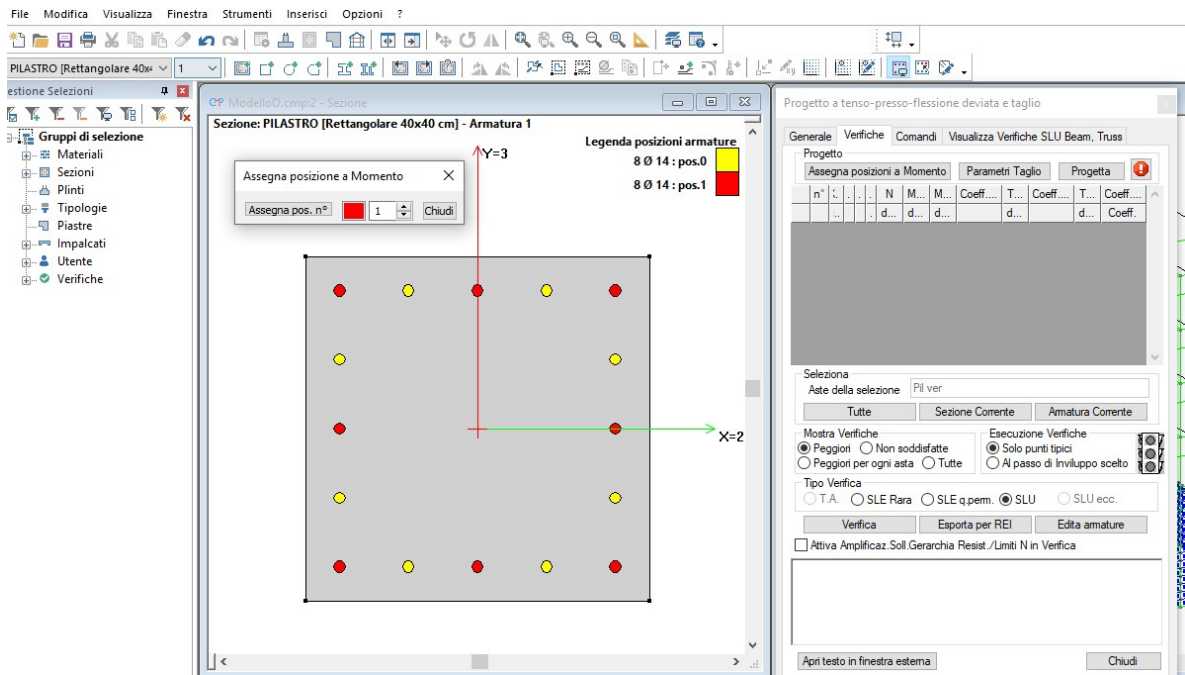 File Modifica Visualizza Finestra Strumenti Inserisci Opzioni ?
PILASTRO [Rettangolare 40x4 1
estione Selezioni
Gruppi di selezione
Materiali
Sezioni
Plinti
Tipologie
Piastre
Impalcati
Utente
Verifiche
CP ModelloO.cmp:2 - Sezione
Sezione: PILASTRO [Rettangolare 40x40 cm] - Armatura 1
Legenda posizioni armature
8 Ø 14 : pos.0
8 Ø 14 : pos.1
Y=3
X=2
Assegna posizione a Momento
Assegna pos. n° 1 Chiudi
Progetto a tenso-presso-flessione deviata e taglio
Generale Verifiche Comandi Visualizza Verifiche SLU Beam, Truss
Progetto
Assegna posizioni a Momento Parametri Taglio Progetta
n° . . . . N M... M... Coeff.... T... Coeff.... T... Coeff....
.. d... d... d... d... d... Coeff.
Seleziona
Aste della selezione Pil ver
Tutte Sezione Corrente Armatura Corrente
Mostra Verifiche
Peggiori Non soddisfatte
Peggiori per ogni asta Tutte
Esecuzione Verifiche
Solo punti tipici
Al passo di Inviluppo scelto
Tipo Verifica
T.A. SLE Rara SLE q.perm. SLU SLU ecc.
Verifica Esporta per REI Edita armature
Attiva Amplificaz.Soll.Gerarchia Resist./Limiti N in Verifica
Apri testo in finestra esterna Chiudi